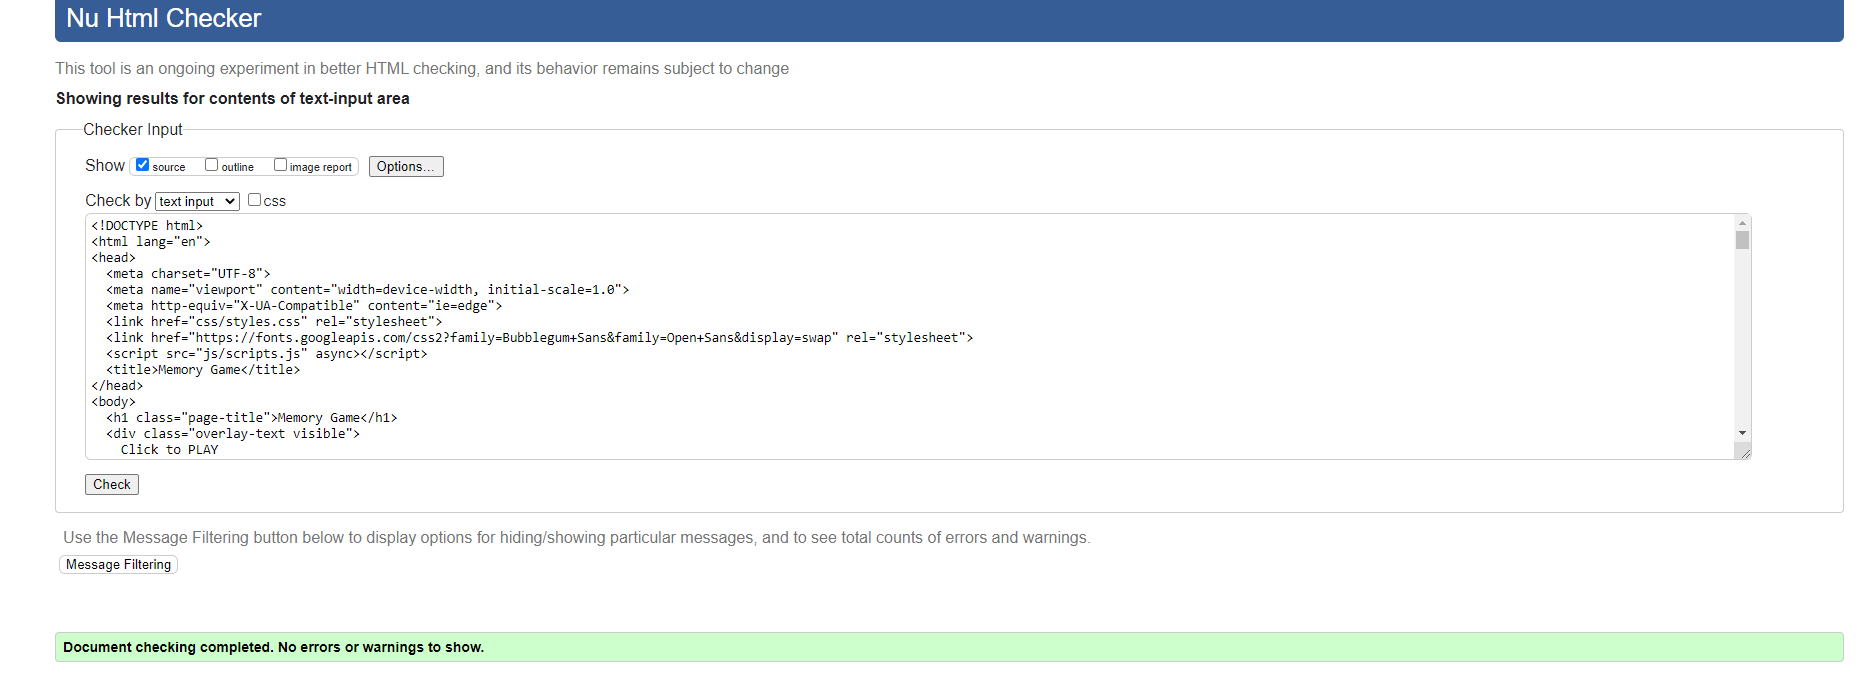 Nu Html Checker
This tool is an ongoing experiment in better HTML checking, and its behavior remains subject to change
Showing results for contents of text-input area
Checker Input
Show source outline image report Options...
Check by text input css
<!DOCTYPE html>
<html lang="en">
<head>
<meta charset="UTF-8">
<meta name="viewport" content="width=device-width, initial-scale=1.0">
<meta http-equiv="X-UA-Compatible" content="ie=edge">
<link href="css/styles.css" rel="stylesheet">
<link href="https://fonts.googleapis.com/css2?family=Bubblegum+Sans&family=Open+Sans&display=swap" rel="stylesheet">
<script src="js/scripts.js" async></script>
<title>Memory Game</title>
</head>
<body>
<h1 class="page-title">Memory Game</h1>
<div class="overlay-text visible">
Click to PLAY
Check
Use the Message Filtering button below to display options for hiding/showing particular messages, and to see total counts of errors and warnings.
Message Filtering
Document checking completed. No errors or warnings to show.